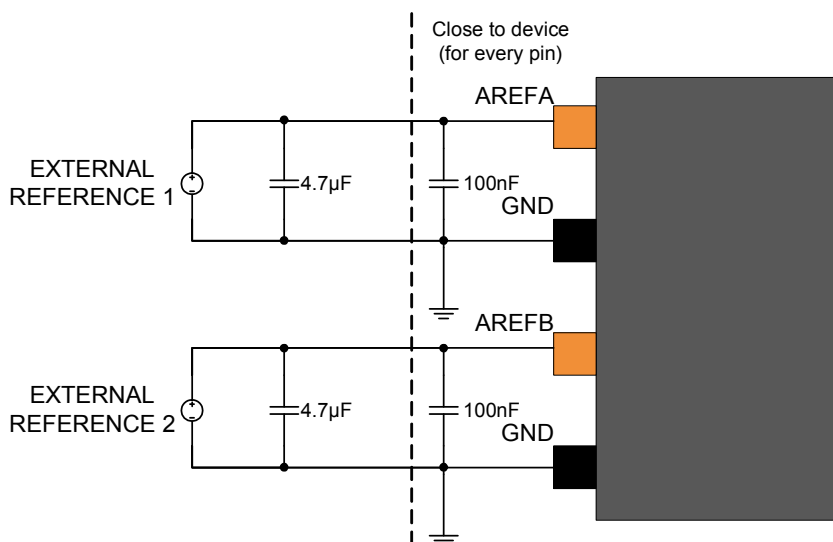 Close to device
(for every pin)
AREFA
EXTERNAL
REFERENCE 1
4.7µF
100nF
GND
AREFB
EXTERNAL
REFERENCE 2
4.7µF
100nF
GND